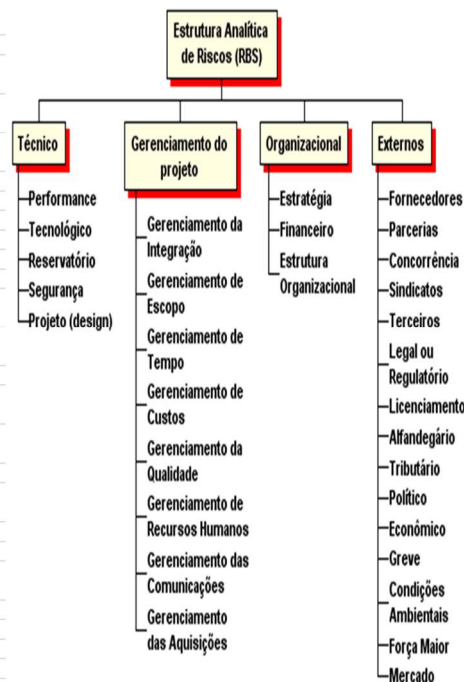 Estrutura Analítica
de Riscos (RBS)
Técnico
Performance
Tecnológico
Reservatório
Segurança
Projeto (design)
Gerenciamento do
projeto
Gerenciamento da
Integração
Gerenciamento de
Escopo
Gerenciamento de
Tempo
Gerenciamento de
Custos
Gerenciamento da
Qualidade
Gerenciamento de
Recursos Humanos
Gerenciamento das
Comunicações
Gerenciamento
das Aquisições
Organizacional
Estratégia
Financeiro
Estrutura
Organizacional
Externos
Fornecedores
Parcerias
Concorrência
Sindicatos
Terceiros
Legal ou
Regulatório
Licenciamento
Alfandegário
Tributário
Político
Econômico
Greve
Condições
Ambientais
Força Maior
Mercado